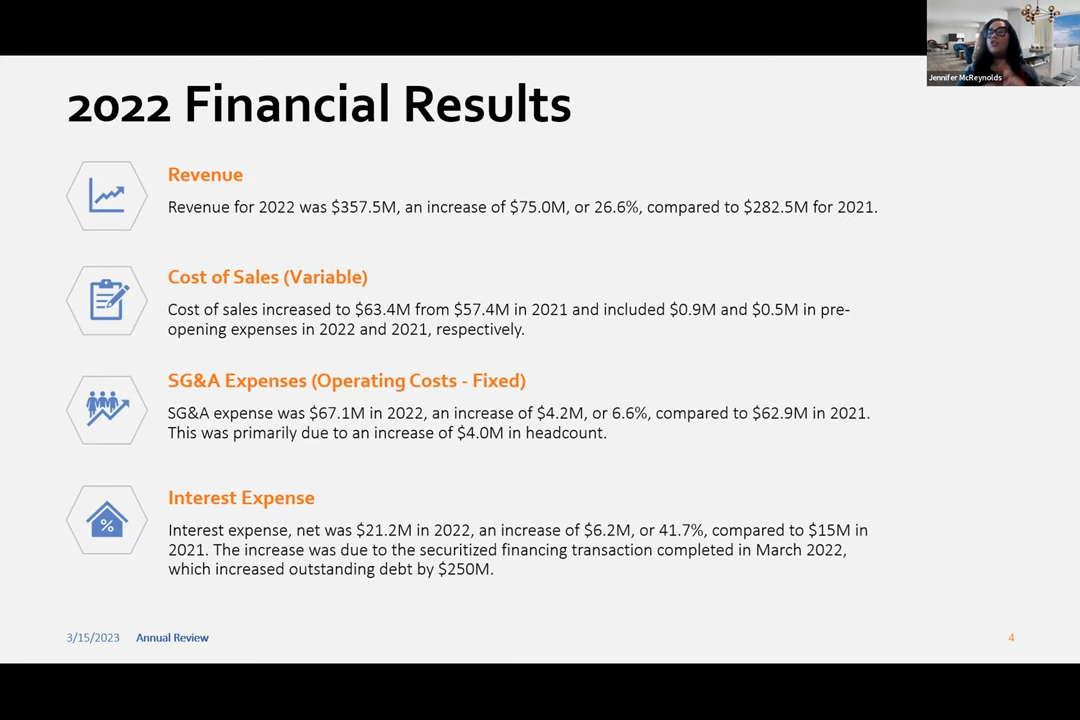 Jennifer McReynolds
2022 Financial Results
Revenue
Revenue for 2022 was $357.5M, an increase of $75.0M, or 26.6%, compared to $282.5M for 2021.
Cost of Sales (Variable)
Cost of sales increased to $63.4M from $57.4M in 2021 and included $0.9M and $0.5M in pre-
opening expenses in 2022 and 2021, respectively.
SG&A Expenses (Operating Costs - Fixed)
SG&A expense was $67.1M in 2022, an increase of $4.2M, or 6.6%, compared to $62.9M in 2021.
This was primarily due to an increase of $4.0M in headcount.
%
Interest Expense
Interest expense, net was $21.2M in 2022, an increase of $6.2M, or 41.7%, compared to $15M in
2021. The increase was due to the securitized financing transaction completed in March 2022,
which increased outstanding debt by $250M.
3/15/2023 Annual Review 4